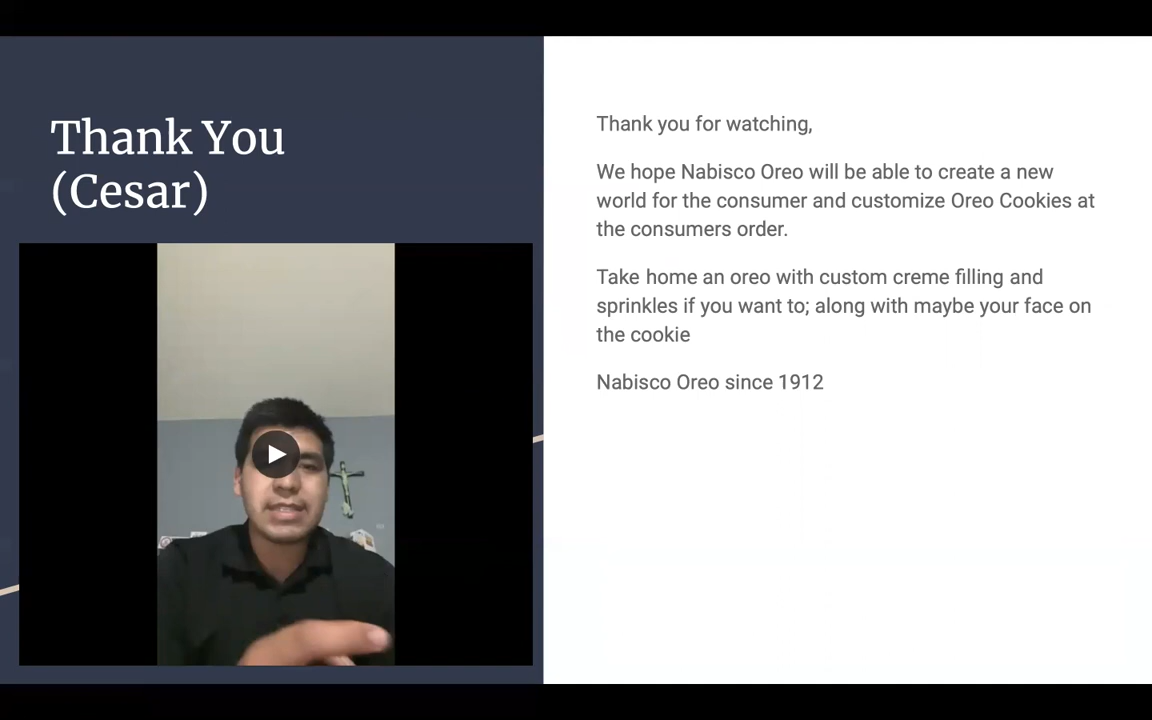 Thank You
(Cesar)
Thank you for watching,
We hope Nabisco Oreo will be able to create a new
world for the consumer and customize Oreo Cookies at
the consumers order.
Take home an oreo with custom creme filling and
sprinkles if you want to; along with maybe your face on
the cookie
Nabisco Oreo since 1912